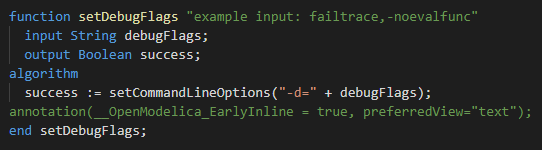 function setDebugFlags "example input: failtrace,-noevalfunc"
  input String debugFlags;
  output Boolean success;
algorithm
  success := setCommandLineOptions("-d=" + debugFlags);
annotation(__OpenModelica_EarlyInline = true, preferredView="text");
end setDebugFlags;